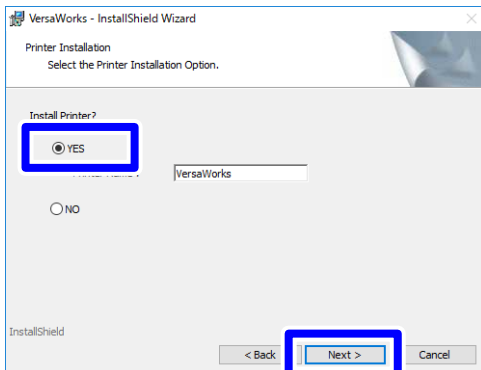 VersaWorks - InstallShield Wizard
Printer Installation
Select the Printer Installation Option.
Install Printer?
YES
VersaWorks
NO
InstallShield
< Back
Next >
Cancel